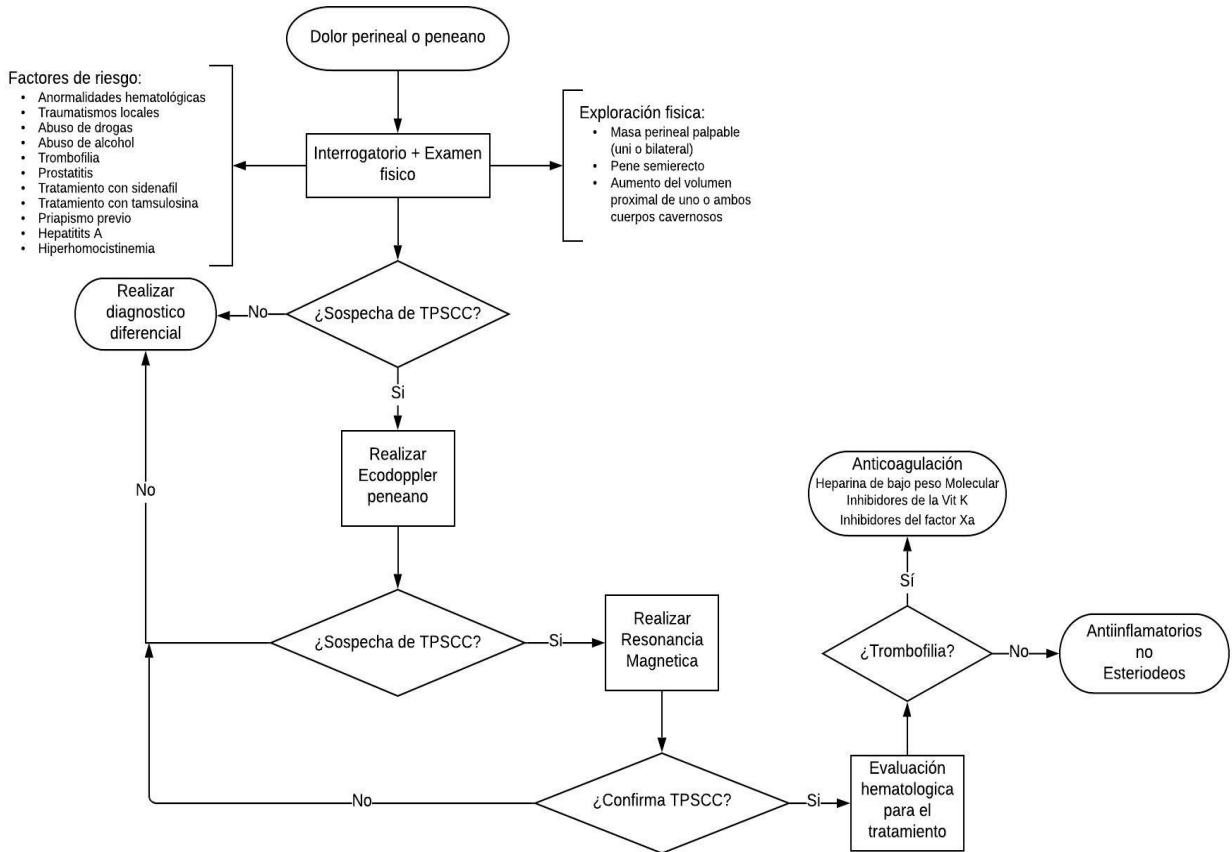 Dolor perineal o peneano
Factores de riesgo:
• Anormalidades hematológicas
• Traumatismos locales
• Abuso de drogas
• Abuso de alcohol
• Trombofilia
• Prostatitis
• Tratamiento con sidenafil
• Tratamiento con tamsulosina
• Priapismo previo
• Hepatitits A
• Hiperhomocistinemia
Interrogatorio + Examen
físico
Exploración fisica:
• Masa perineal palpable
(uni o bilateral)
• Pene semierecto
• Aumento del volumen
proximal de uno o ambos
cuerpos cavernosos
¿Sospecha de TPSCC?
No
Realizar
diagnostico
diferencial
Si
Realizar
Ecodoppler
peneano
No
¿Sospecha de TPSCC?
Si
Realizar
Resonancia
Magnetica
¿Confirma TPSCC?
No
Si
Evaluación
hematologica
para el
tratamiento
¿Trombofilia?
Sí
Anticoagulación
Heparina de bajo peso Molecular
Inhibidores de la Vit K
Inhibidores del factor Xa
No
Antiinflamatorios
no
Esteriodeos